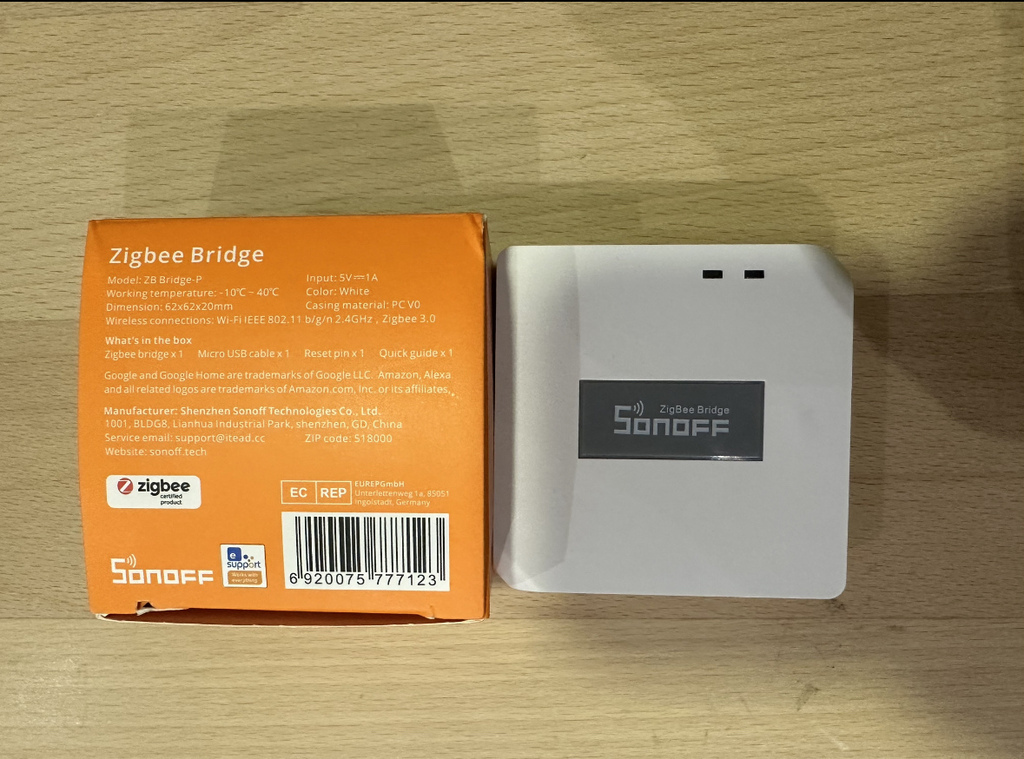 Zigbee Bridge
Model: ZB Bridge-P Input: 5V⎓1A
Working temperature: -10℃ ~ 40℃ Color: White
Dimension: 62x62x20mm Casing material: PC V0
Wireless connections: Wi-Fi IEEE 802.11 b/g/n 2.4GHz , Zigbee 3.0
What's in the box
Zigbee bridge x 1 Micro USB cable x 1 Reset pin x 1 Quick guide x 1
Google and Google Home are trademarks of Google LLC. Amazon, Alexa
and all related logos are trademarks of Amazon.com, Inc. or its affiliates.
Manufacturer: Shenzhen Sonoff Technologies Co., Ltd.
1001, BLDG8, Lianhua Industrial Park, shenzhen, GD, China
Service email: support@itead.cc ZIP code: 518000
Website: sonoff.tech
zigbee
certified
product
EC REP
EUREPGmbH
Unterlettenweg 1a, 85051
Ingolstadt, Germany
SONOFF
e
support
Works with
everything
6 920075 777123
ZigBee Bridge
SONOFF